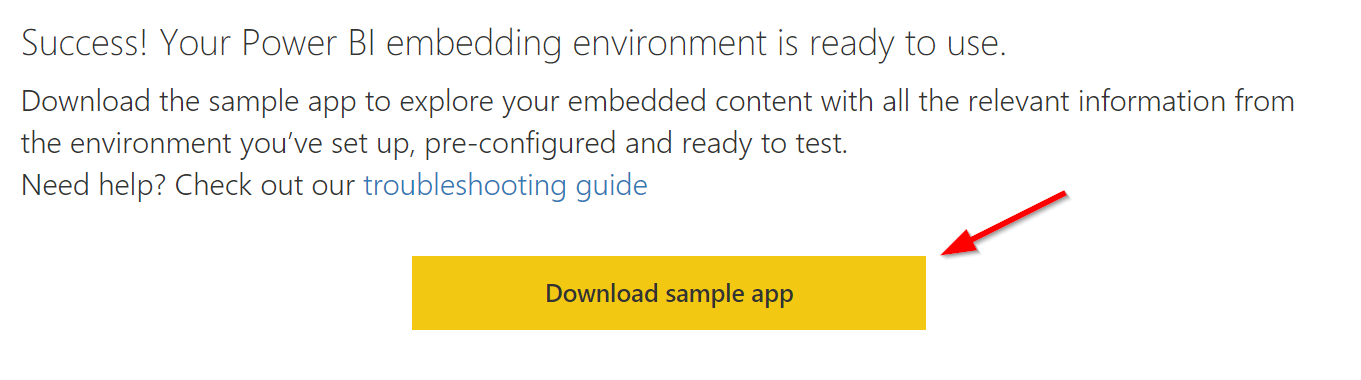 Success! Your Power BI embedding environment is ready to use.
Download the sample app to explore your embedded content with all the relevant information from
the environment you’ve set up, pre-configured and ready to test.
Need help? Check out our troubleshooting guide
Download sample app